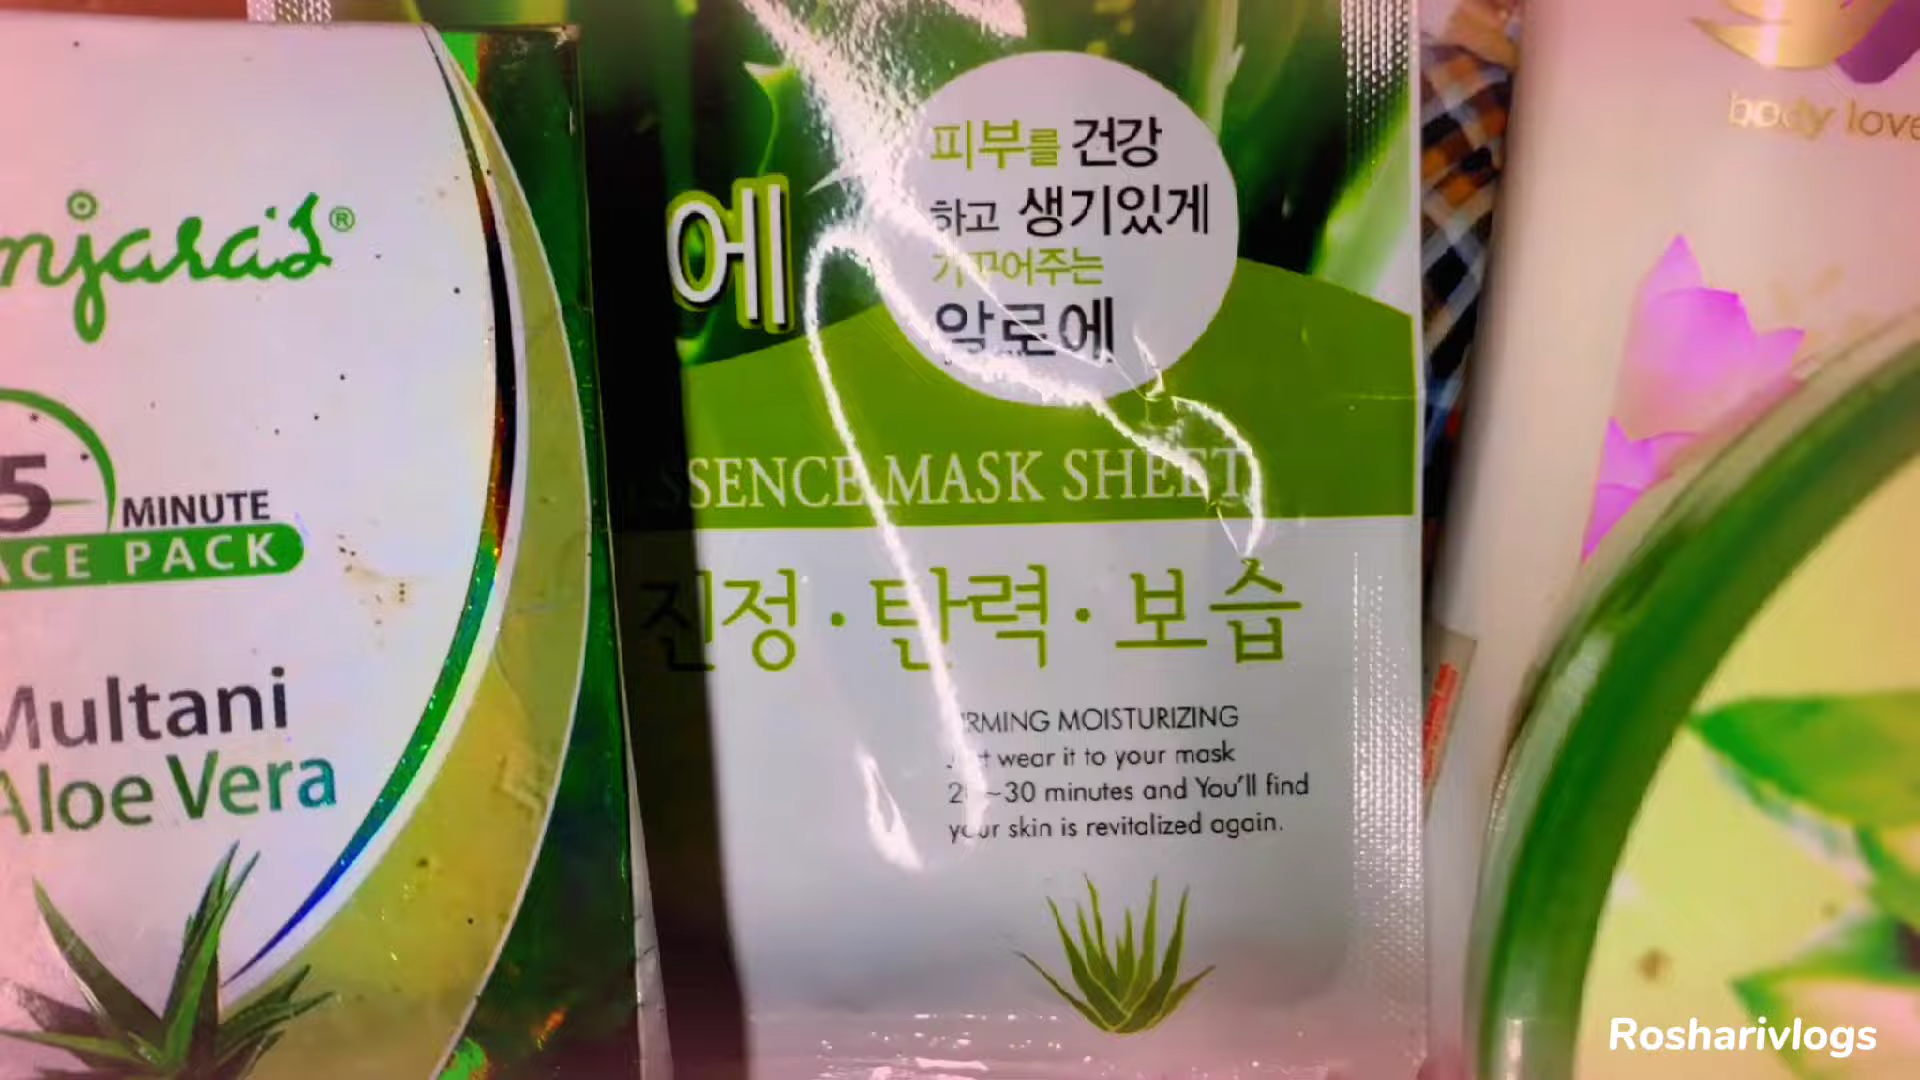 njara's®
5 MINUTE
ACE PACK
Multani
Aloe Vera
에
피부를 건강
하고 생기있게
가꾸어주는
알로에
SSENCE MASK SHEET
진정 · 탄력 · 보습
RMING MOISTURIZING
wear it to your mask
~30 minutes and You'll find
your skin is revitalized again.
body love
Rosharivlogs